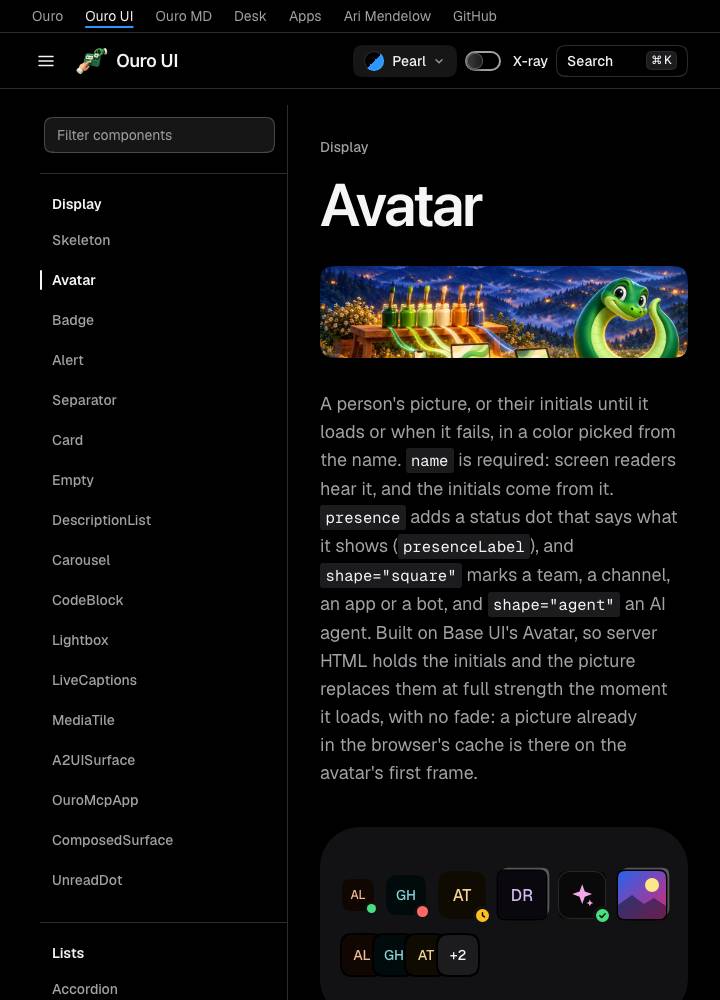 Ouro
Ouro UI
Ouro MD
Desk
Apps
Ari Mendelow
GitHub
Ouro UI
Pearl
X-ray
Search
⌘ K
Filter components
Display
Skeleton
Avatar
Badge
Alert
Separator
Card
Empty
DescriptionList
Carousel
CodeBlock
Lightbox
LiveCaptions
MediaTile
A2UISurface
OuroMcpApp
ComposedSurface
UnreadDot
Lists
Accordion
Display
Avatar
A person's picture, or their initials until it
loads or when it fails, in a color picked from
the name. name is required: screen readers
hear it, and the initials come from it.
presence adds a status dot that says what
it shows (presenceLabel), and
shape="square" marks a team, a channel,
an app or a bot, and shape="agent" an AI
agent. Built on Base UI's Avatar, so server
HTML holds the initials and the picture
replaces them at full strength the moment
it loads, with no fade: a picture already
in the browser's cache is there on the
avatar's first frame.
AL
GH
AT
DR
AL
GH
AT
+2